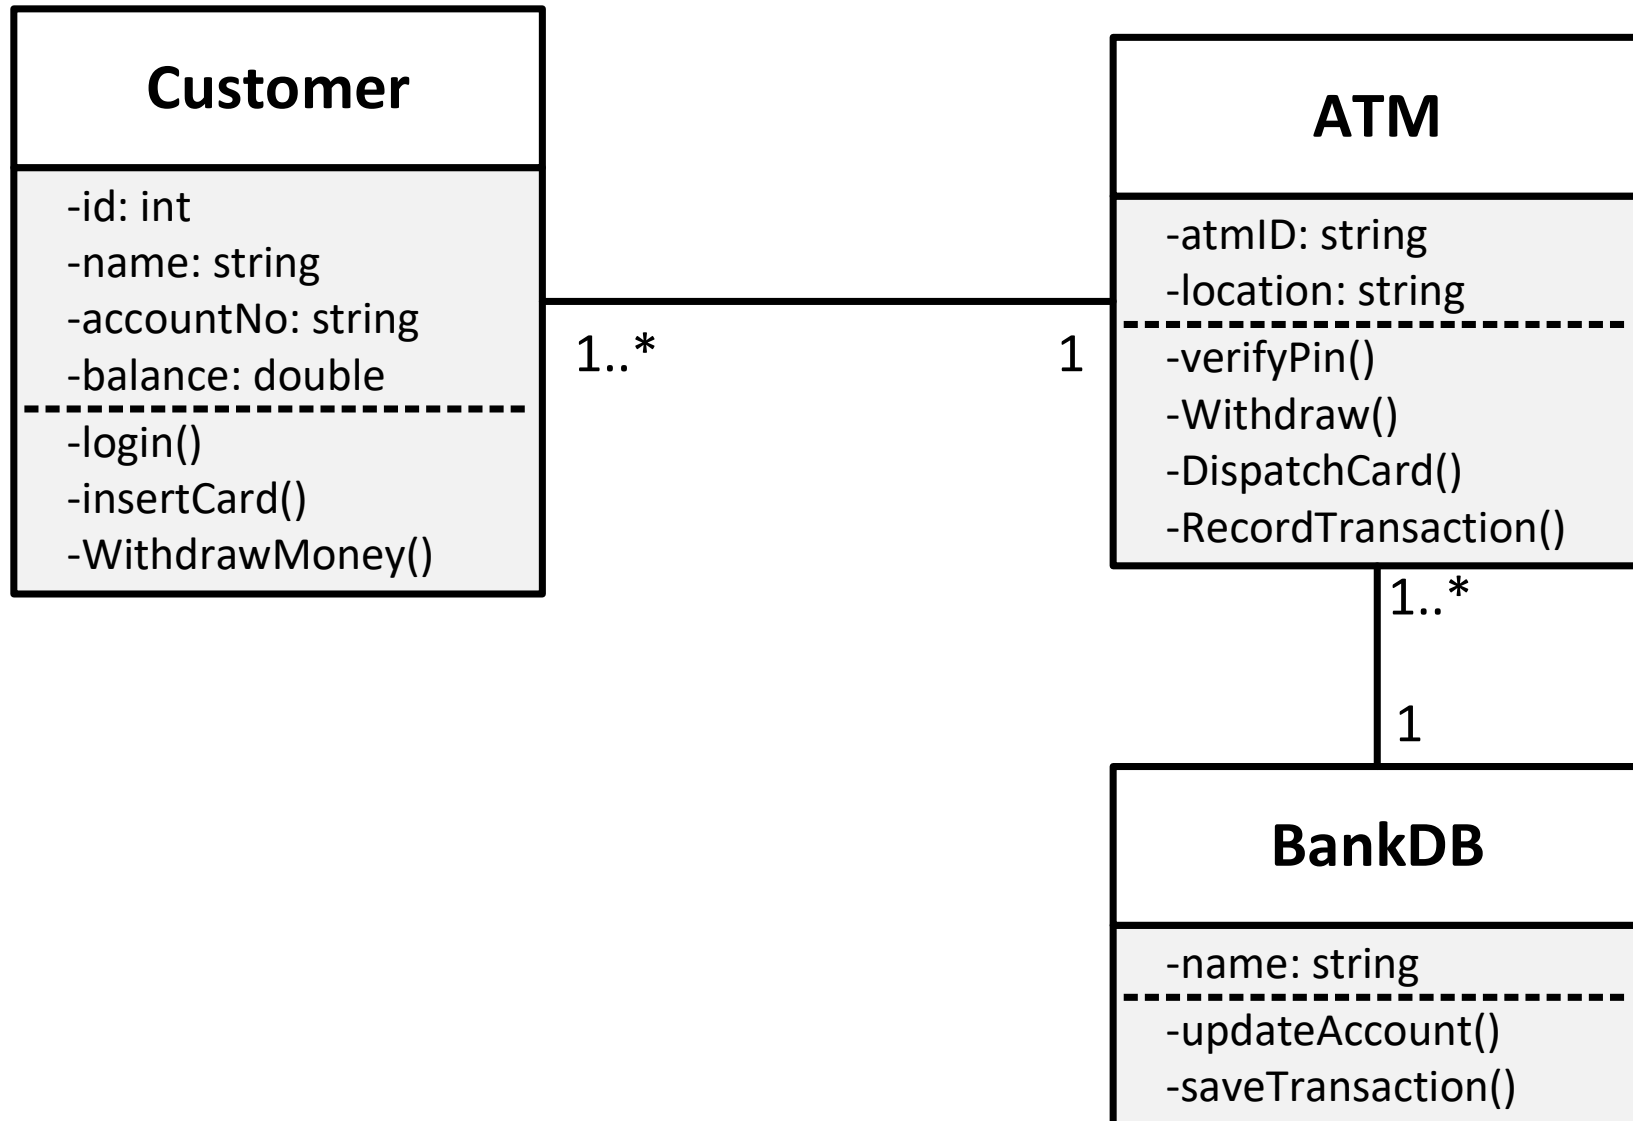 Customer
-id: int
-name: string
-accountNo: string
-balance: double
-login()
-insertCard()
-WithdrawMoney()
1..*
1
ATM
-atmID: string
-location: string
-verifyPin()
-Withdraw()
-DispatchCard()
-RecordTransaction()
1..*
1
BankDB
-name: string
-updateAccount()
-saveTransaction()